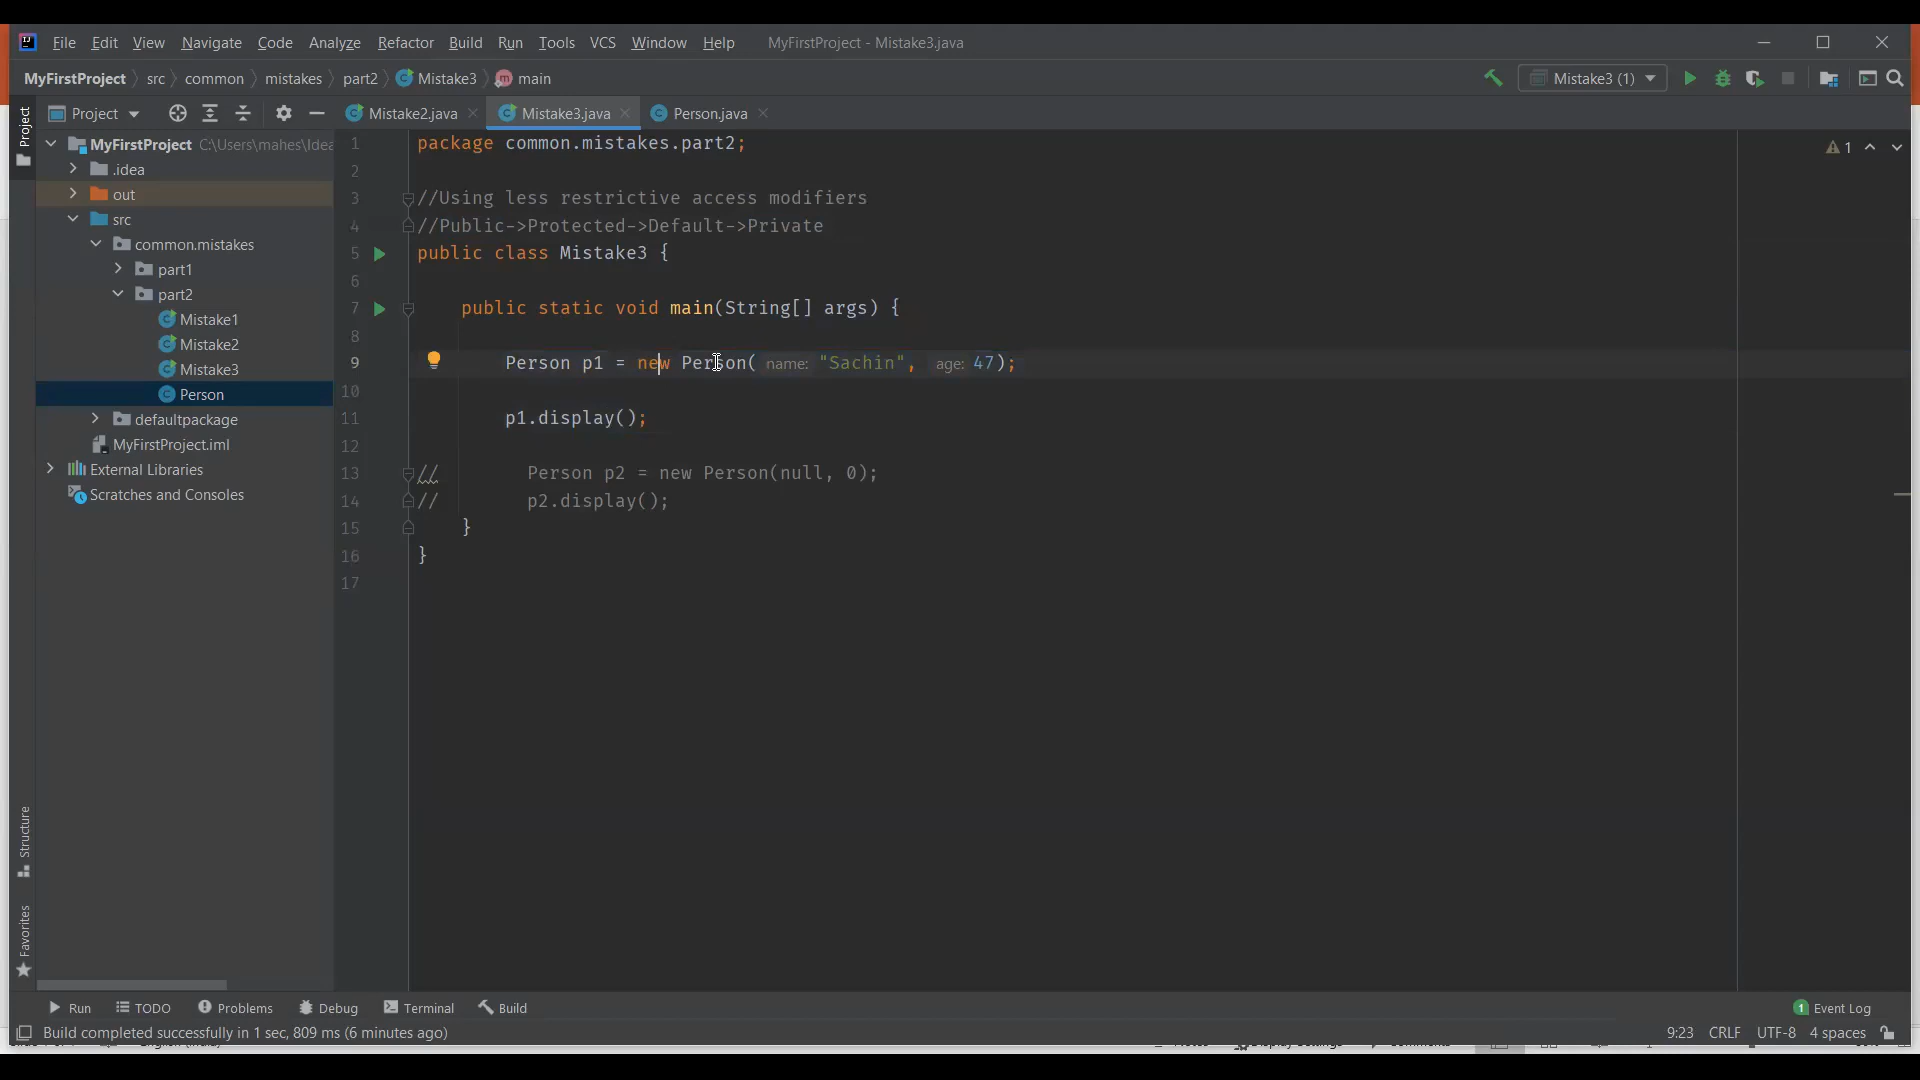 File Edit View Navigate Code Analyze Refactor Build Run Tools VCS Window Help MyFirstProject - Mistake3.java
MyFirstProject src common mistakes part2 Mistake3 main Mistake3 (1)
Project Mistake2.java Mistake3.java Person.java
Project
MyFirstProject C:\Users\mahes\Idea
.idea
out
src
common.mistakes
part1
part2
Mistake1
Mistake2
Mistake3
Person
defaultpackage
MyFirstProject.iml
External Libraries
Scratches and Consoles
1 package common.mistakes.part2;
2
3 //Using less restrictive access modifiers
4 //Public->Protected->Default->Private
5 public class Mistake3 {
6
7 public static void main(String[] args) {
8
9 Person p1 = new Person( name: "Sachin", age: 47);
10
11 p1.display();
12
13 // Person p2 = new Person(null, 0);
14 // p2.display();
15 }
16 }
17
1
Structure
Favorites
Run TODO Problems Debug Terminal Build 1 Event Log
Build completed successfully in 1 sec, 809 ms (6 minutes ago) 9:23 CRLF UTF-8 4 spaces